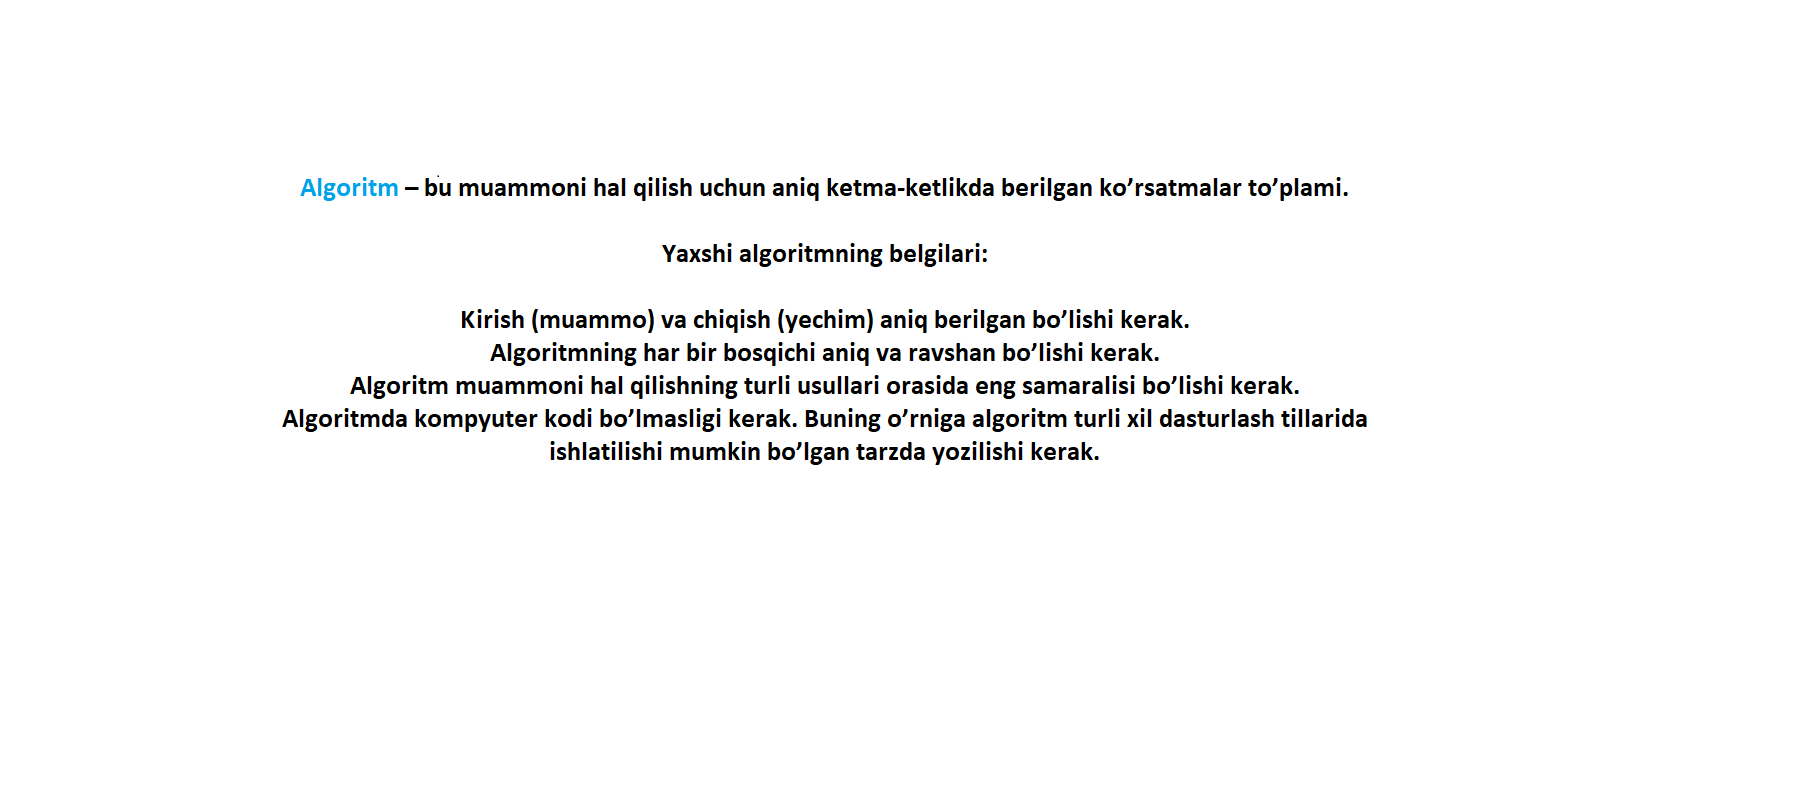 Algoritm – bu muammoni hal qilish uchun aniq ketma-ketlikda berilgan ko’rsatmalar to’plami.
Yaxshi algoritmning belgilari:
Kirish (muammo) va chiqish (yechim) aniq berilgan bo’lishi kerak.
Algoritmning har bir bosqichi aniq va ravshan bo’lishi kerak.
Algoritm muammoni hal qilishning turli usullari orasida eng samaralisi bo’lishi kerak.
Algoritmda kompyuter kodi bo’lmasligi kerak. Buning o’rniga algoritm turli xil dasturlash tillarida
ishlatilishi mumkin bo’lgan tarzda yozilishi kerak.